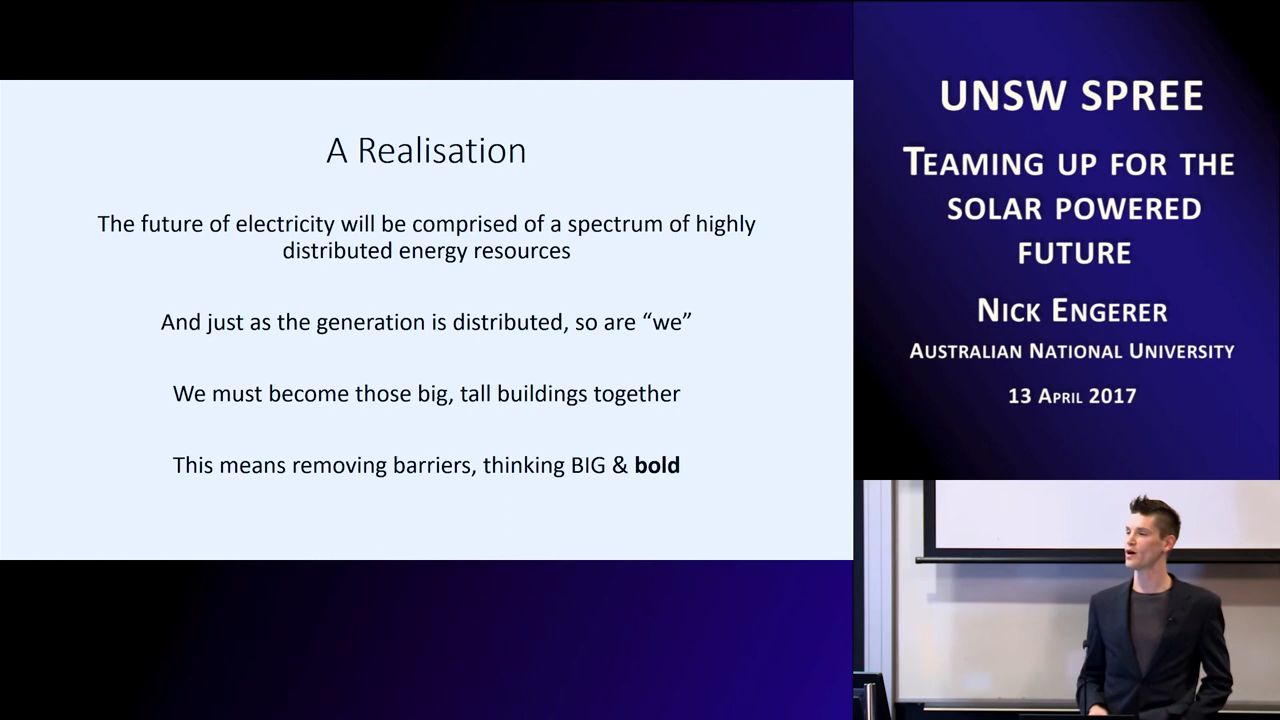 A Realisation
The future of electricity will be comprised of a spectrum of highly
distributed energy resources
And just as the generation is distributed, so are “we”
We must become those big, tall buildings together
This means removing barriers, thinking BIG & bold
UNSW SPREE
Teaming up for the
solar powered
future
Nick Engerer
Australian National University
13 April 2017